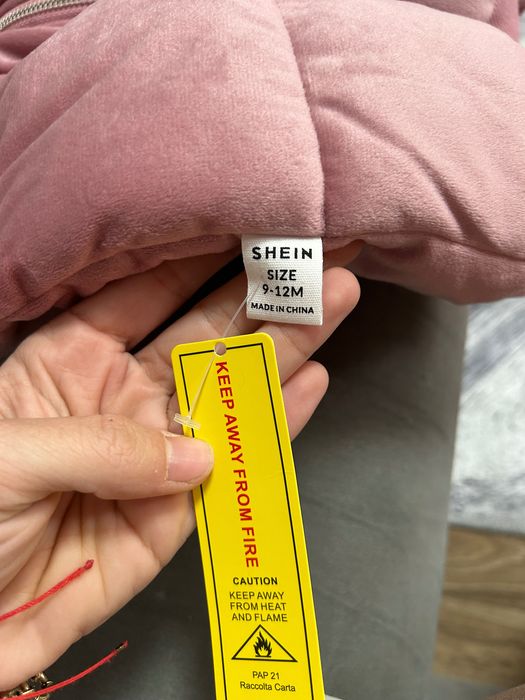 SHEIN
SIZE
9-12M
MADE IN CHINA
KEEP AWAY FROM FIRE
CAUTION
KEEP AWAY
FROM HEAT
AND FLAME
PAP 21
Raccolta Carta